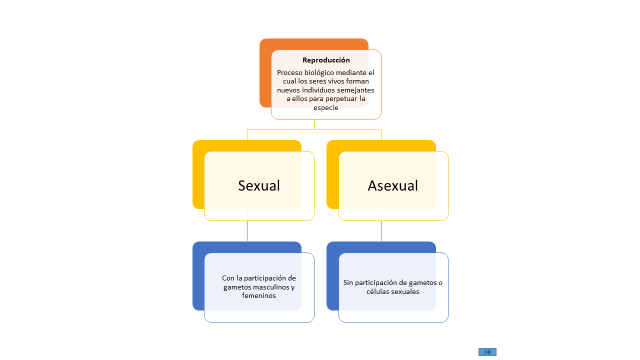 Reproducción
Proceso biológico mediante el
cual los seres vivos forman
nuevos individuos semejantes
a ellos para perpetuar la
especie
Sexual
Asexual
Con la participación de
gametos masculinos y
femeninos
Sin participación de gametos o
células sexuales